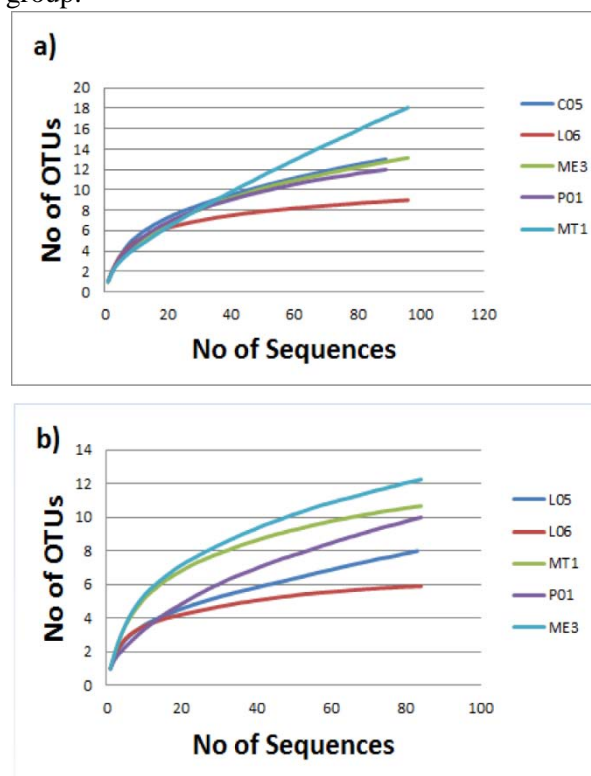 group.
a)
20
18
16
14
12
10
8
6
4
2
0
No of OTUs
0 20 40 60 80 100 120
No of Sequences
C05
L06
ME3
P01
MT1
b)
14
12
10
8
6
4
2
0
No of OTUs
0 20 40 60 80 100
No of Sequences
L05
L06
MT1
P01
ME3